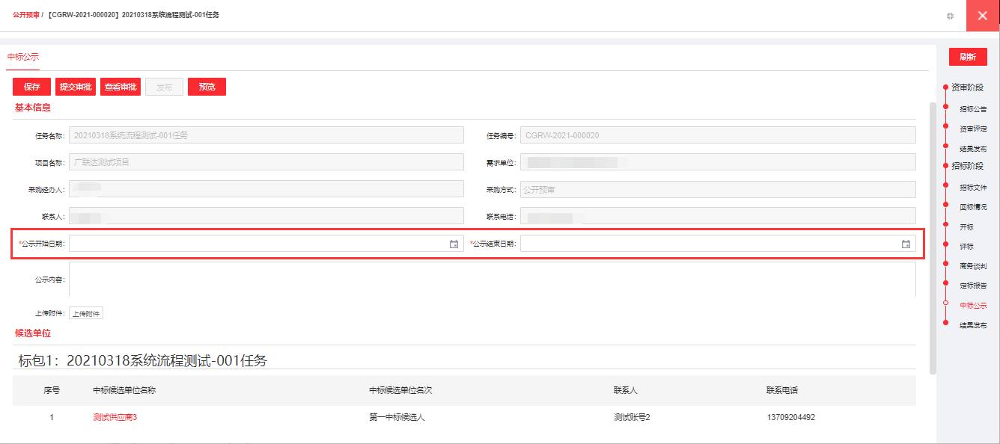 公开预审 / 【CGRW-2021-000020】20210318系统流程测试-001任务
中标公示
刷新
保存 提交审批 查看审批 发布 预览
基本信息
任务名称: 20210318系统流程测试-001任务 任务编号: CGRW-2021-000020
项目名称: 广联达测试项目 需求单位:
采购经办人: 采购方式: 公开预审
联系人: 联系电话:
*公示开始日期: *公示结束日期:
公示内容:
上传附件: 上传附件
候选单位
标包1：20210318系统流程测试-001任务
序号 中标候选单位名称 中标候选单位名次 联系人 联系电话
1 测试供应商3 第一中标候选人 测试账号2 13709204492
资审阶段
招标公告
资审评定
结果发布
招标阶段
招标文件
回标情况
开标
评标
商务谈判
定标报告
中标公示
结果发布